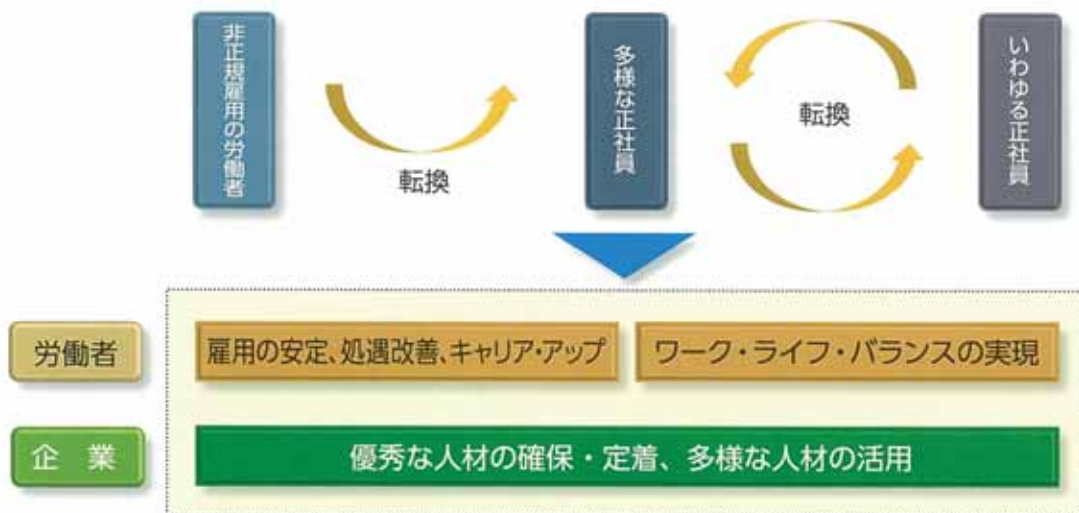 非正規雇用の労働者
転換
多様な正社員
転換
いわゆる正社員
労働者
雇用の安定、処遇改善、キャリア・アップ
ワーク・ライフ・バランスの実現
企 業
優秀な人材の確保・定着、多様な人材の活用